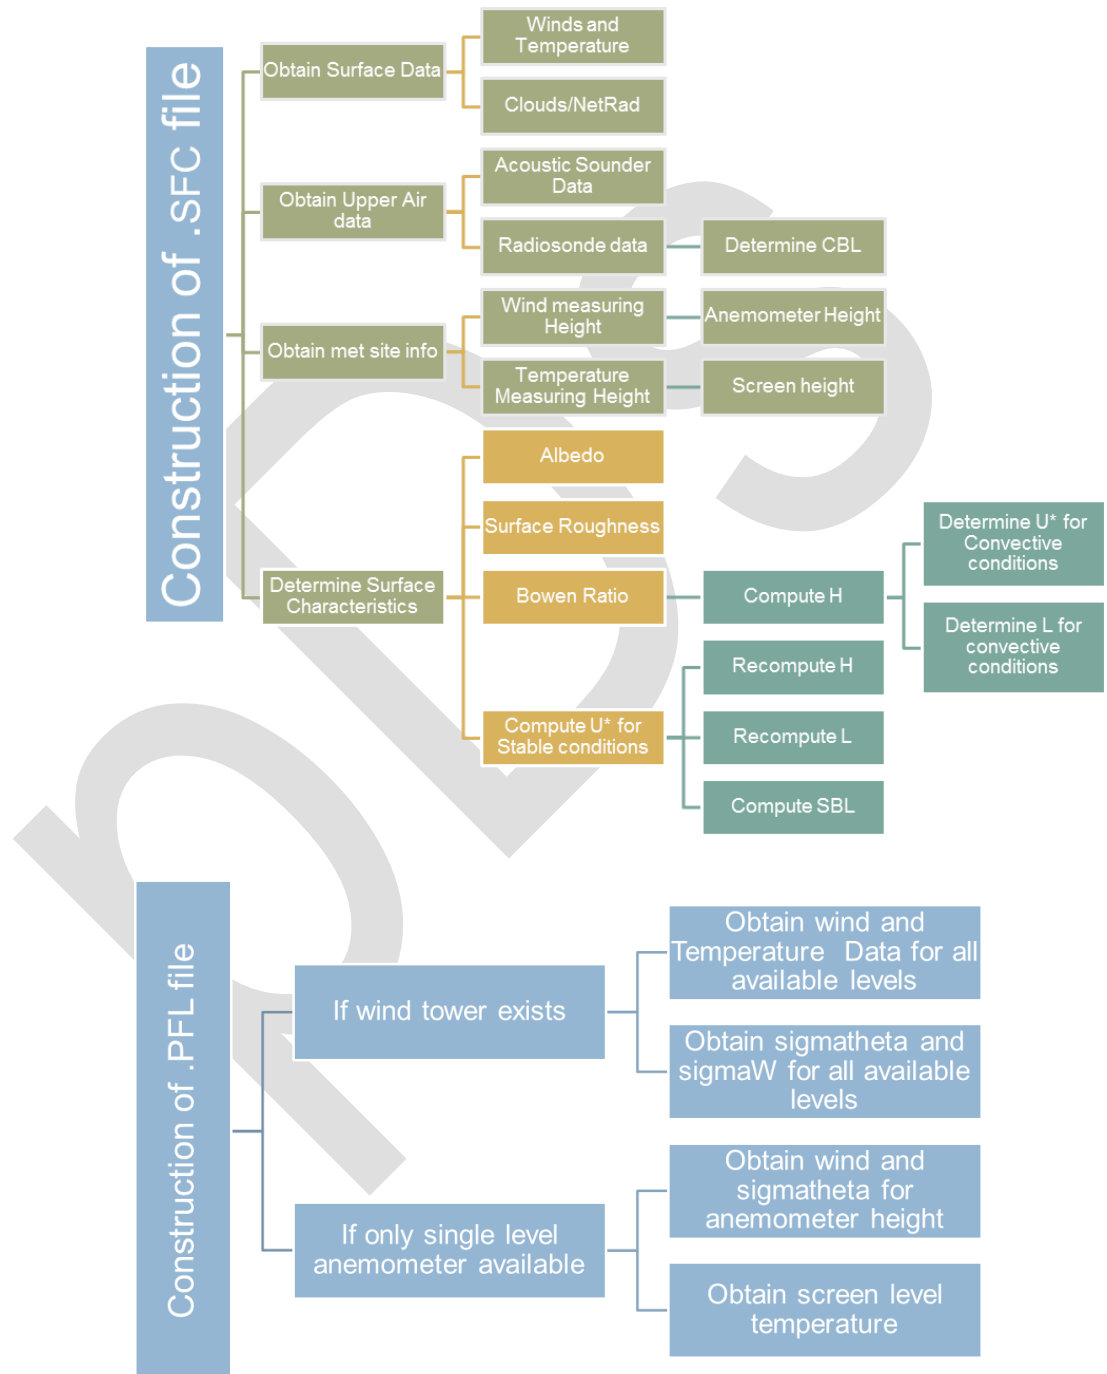 Construction of .SFC file
Obtain Surface Data
Winds and
Temperature
Clouds/NetRad
Obtain Upper Air
data
Acoustic Sounder
Data
Radiosonde data
Determine CBL
Obtain met site info
Wind measuring
Height
Anemometer Height
Temperature
Measuring Height
Screen height
Determine Surface
Characteristics
Albedo
Surface Roughness
Bowen Ratio
Compute H
Determine U* for
Convective
conditions
Determine L for
convective
conditions
Compute U* for
Stable conditions
Recompute H
Recompute L
Compute SBL
Construction of .PFL file
If wind tower exists
Obtain wind and
Temperature Data for all
available levels
Obtain sigmatheta and
sigmaW for all available
levels
If only single level
anemometer available
Obtain wind and
sigmatheta for
anemometer height
Obtain screen level
temperature